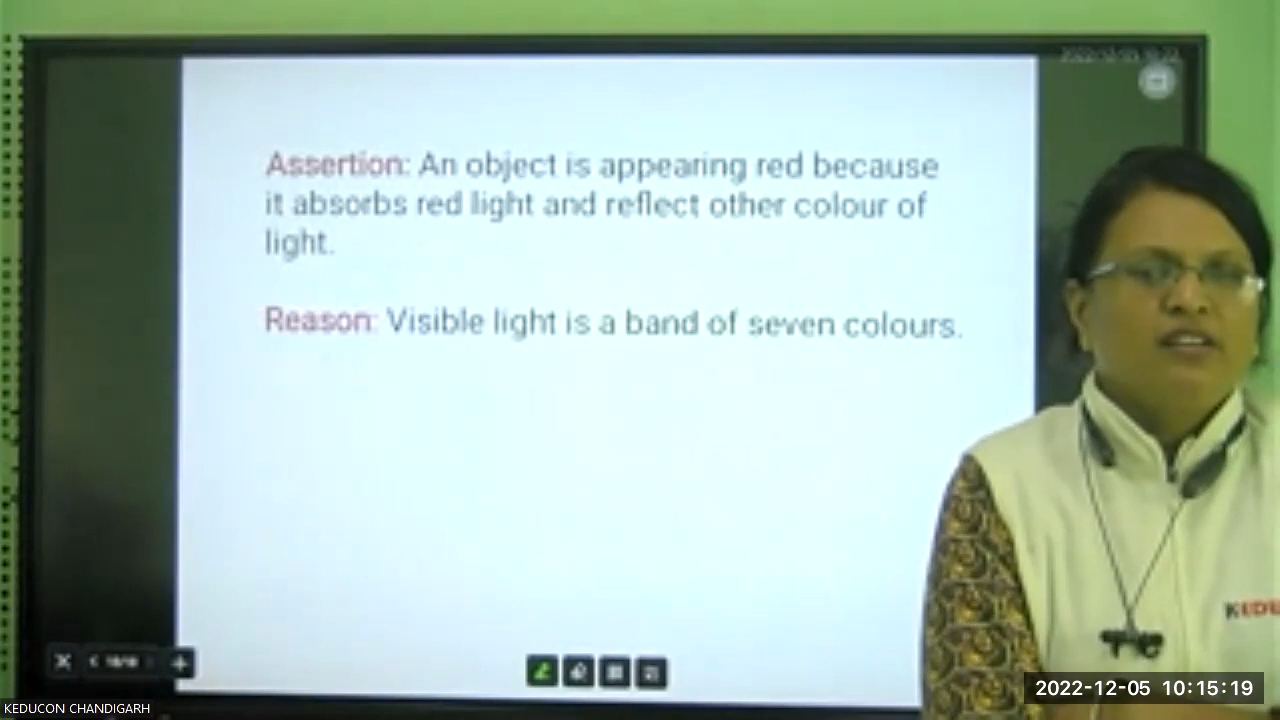 Assertion: An object is appearing red because
it absorbs red light and reflect other colour of
light.
Reason: Visible light is a band of seven colours.
KEDU
2022-12-05 10:15:19
KEDUCON CHANDIGARH